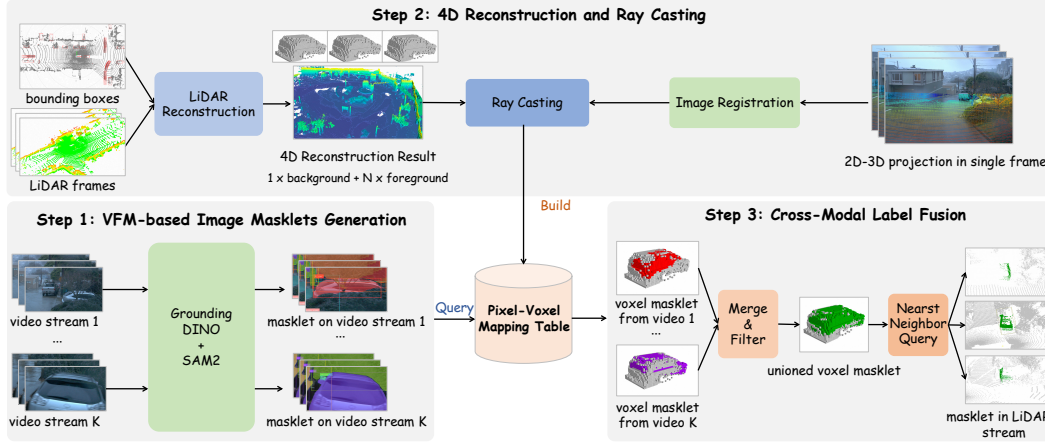 Step 2: 4D Reconstruction and Ray Casting
bounding boxes
LiDAR frames
LiDAR
Reconstruction
4D Reconstruction Result
1 x background + N x foreground
Ray Casting
Image Registration
2D-3D projection in single frame
Build
Step 1: VFM-based Image Masklets Generation
video stream 1
...
video stream K
Grounding
DINO
+
SAM2
masklet on video stream 1
...
masklet on video stream K
Query
Pixel-Voxel
Mapping Table
Step 3: Cross-Modal Label Fusion
voxel masklet
from video 1
...
voxel masklet
from video K
Merge
&
Filter
unioned voxel masklet
Nearst
Neighbor
Query
masklet in LiDAR
stream